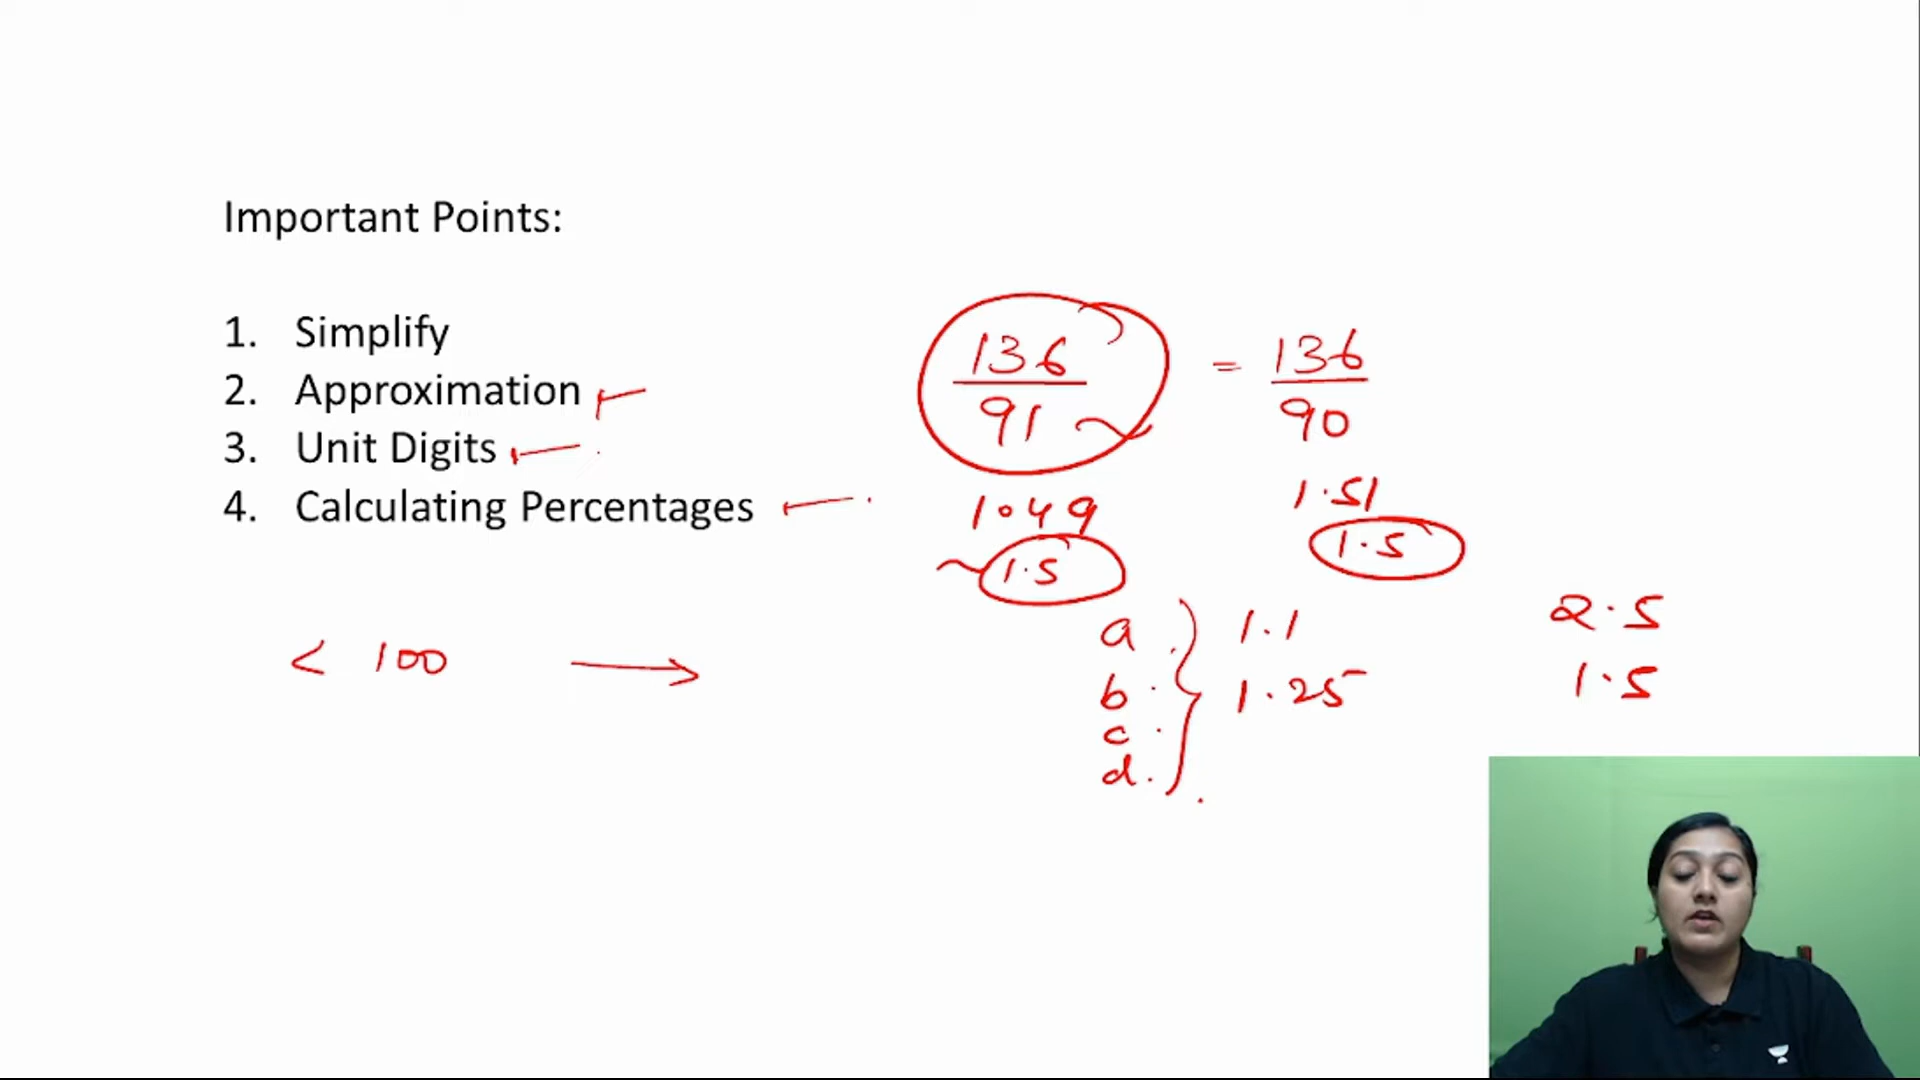 Important Points:
1. Simplify
2. Approximation
3. Unit Digits
4. Calculating Percentages
< 100 →
136/91 = 136/90
1.49
~ 1.5
1.51
1.5
a. 1.1
b. 1.25
c.
d.
2.5
1.5